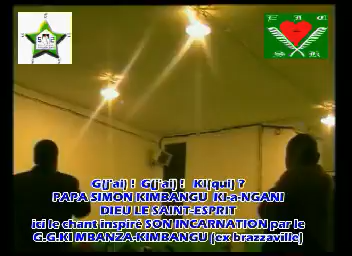 E J C
S K
G(j'ai) ! G(j'ai) ! Ki(qui) ?
PAPA SIMON KIMBANGU KI-a-NGANI
DIEU LE SAINT-ESPRIT
ici le chant inspiré SON INCARNATION par le
G.G-KI MBANZA-KIMBANGU (ex brazzaville)